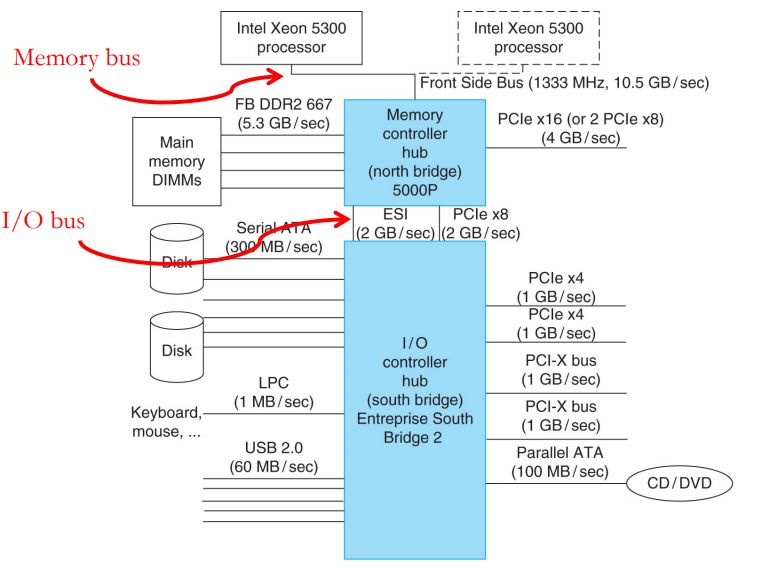 Intel Xeon 5300
processor
Intel Xeon 5300
processor
Memory bus
Front Side Bus (1333 MHz, 10.5 GB/sec)
FB DDR2 667
(5.3 GB/sec)
Main
memory
DIMMs
Memory
controller
hub
(north bridge)
5000P
PCIe x16 (or 2 PCIe x8)
(4 GB/sec)
I/O bus
ESI
(2 GB/sec)
PCIe x8
(2 GB/sec)
Serial ATA
(300 MB/sec)
Disk
Disk
LPC
(1 MB/sec)
Keyboard,
mouse, ...
USB 2.0
(60 MB/sec)
I/O
controller
hub
(south bridge)
Entreprise South
Bridge 2
PCIe x4
(1 GB/sec)
PCIe x4
(1 GB/sec)
PCI-X bus
(1 GB/sec)
PCI-X bus
(1 GB/sec)
Parallel ATA
(100 MB/sec)
CD/DVD